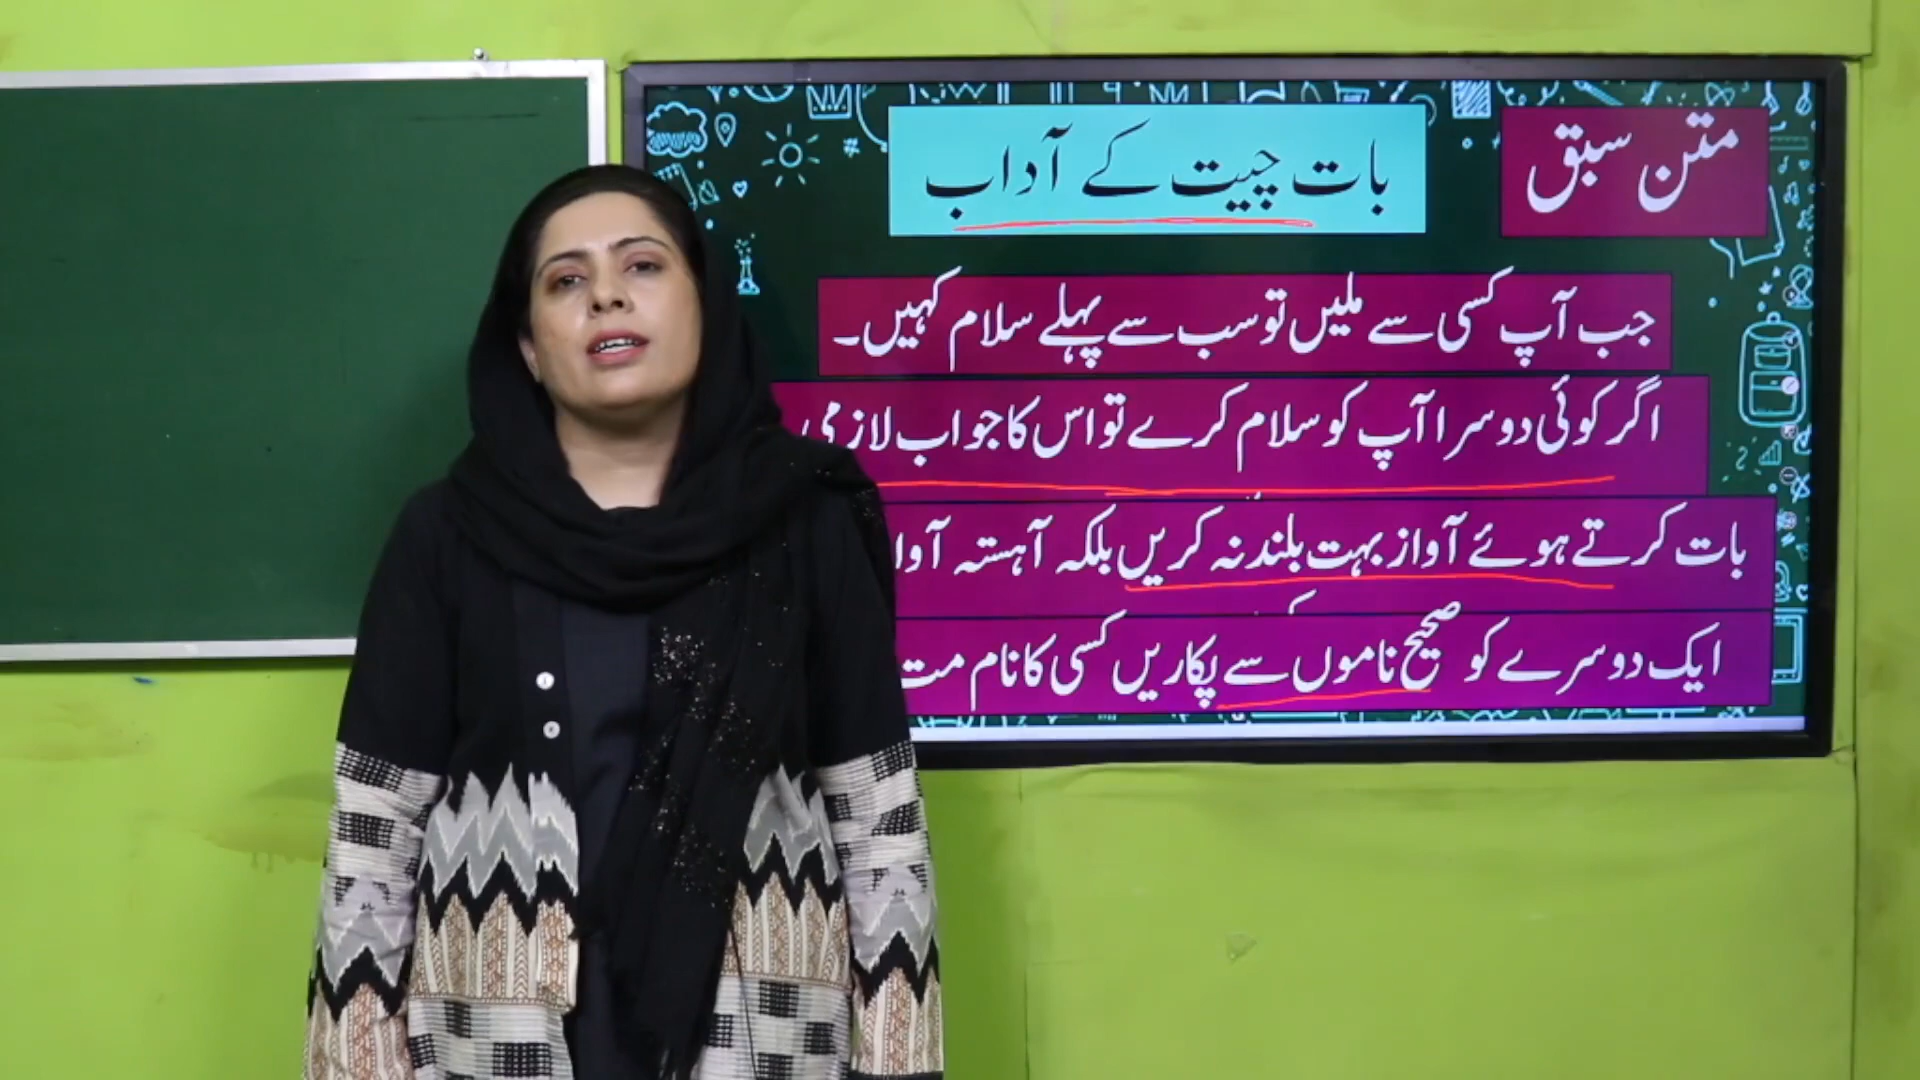 متن سبق
بات چیت کے آداب
جب آپ کسی سے ملیں تو سب سے پہلے سلام کہیں۔
اگر کوئی دوسرا آپ کو سلام کرے تو اس کا جواب لازمی
بات کرتے ہوئے آواز بہت بلند نہ کریں بلکہ آہستہ
ایک دوسرے کو صحیح ناموں سے پکاریں کسی کا نام مت